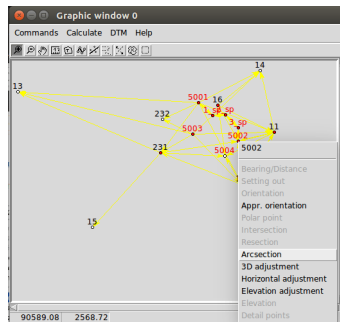 Graphic window 0
Commands Calculate DTM Help
14
13
5001 16
1_sp sp
232
3_sp 11
5003
5002
231
5004
15
5002
Bearing/Distance
Setting out
Orientation
Appr. orientation
Polar point
Intersection
Resection
Arcsection
3D adjustment
Horizontal adjustment
Elevation adjustment
Elevation
Detail points
90589.08 2568.72